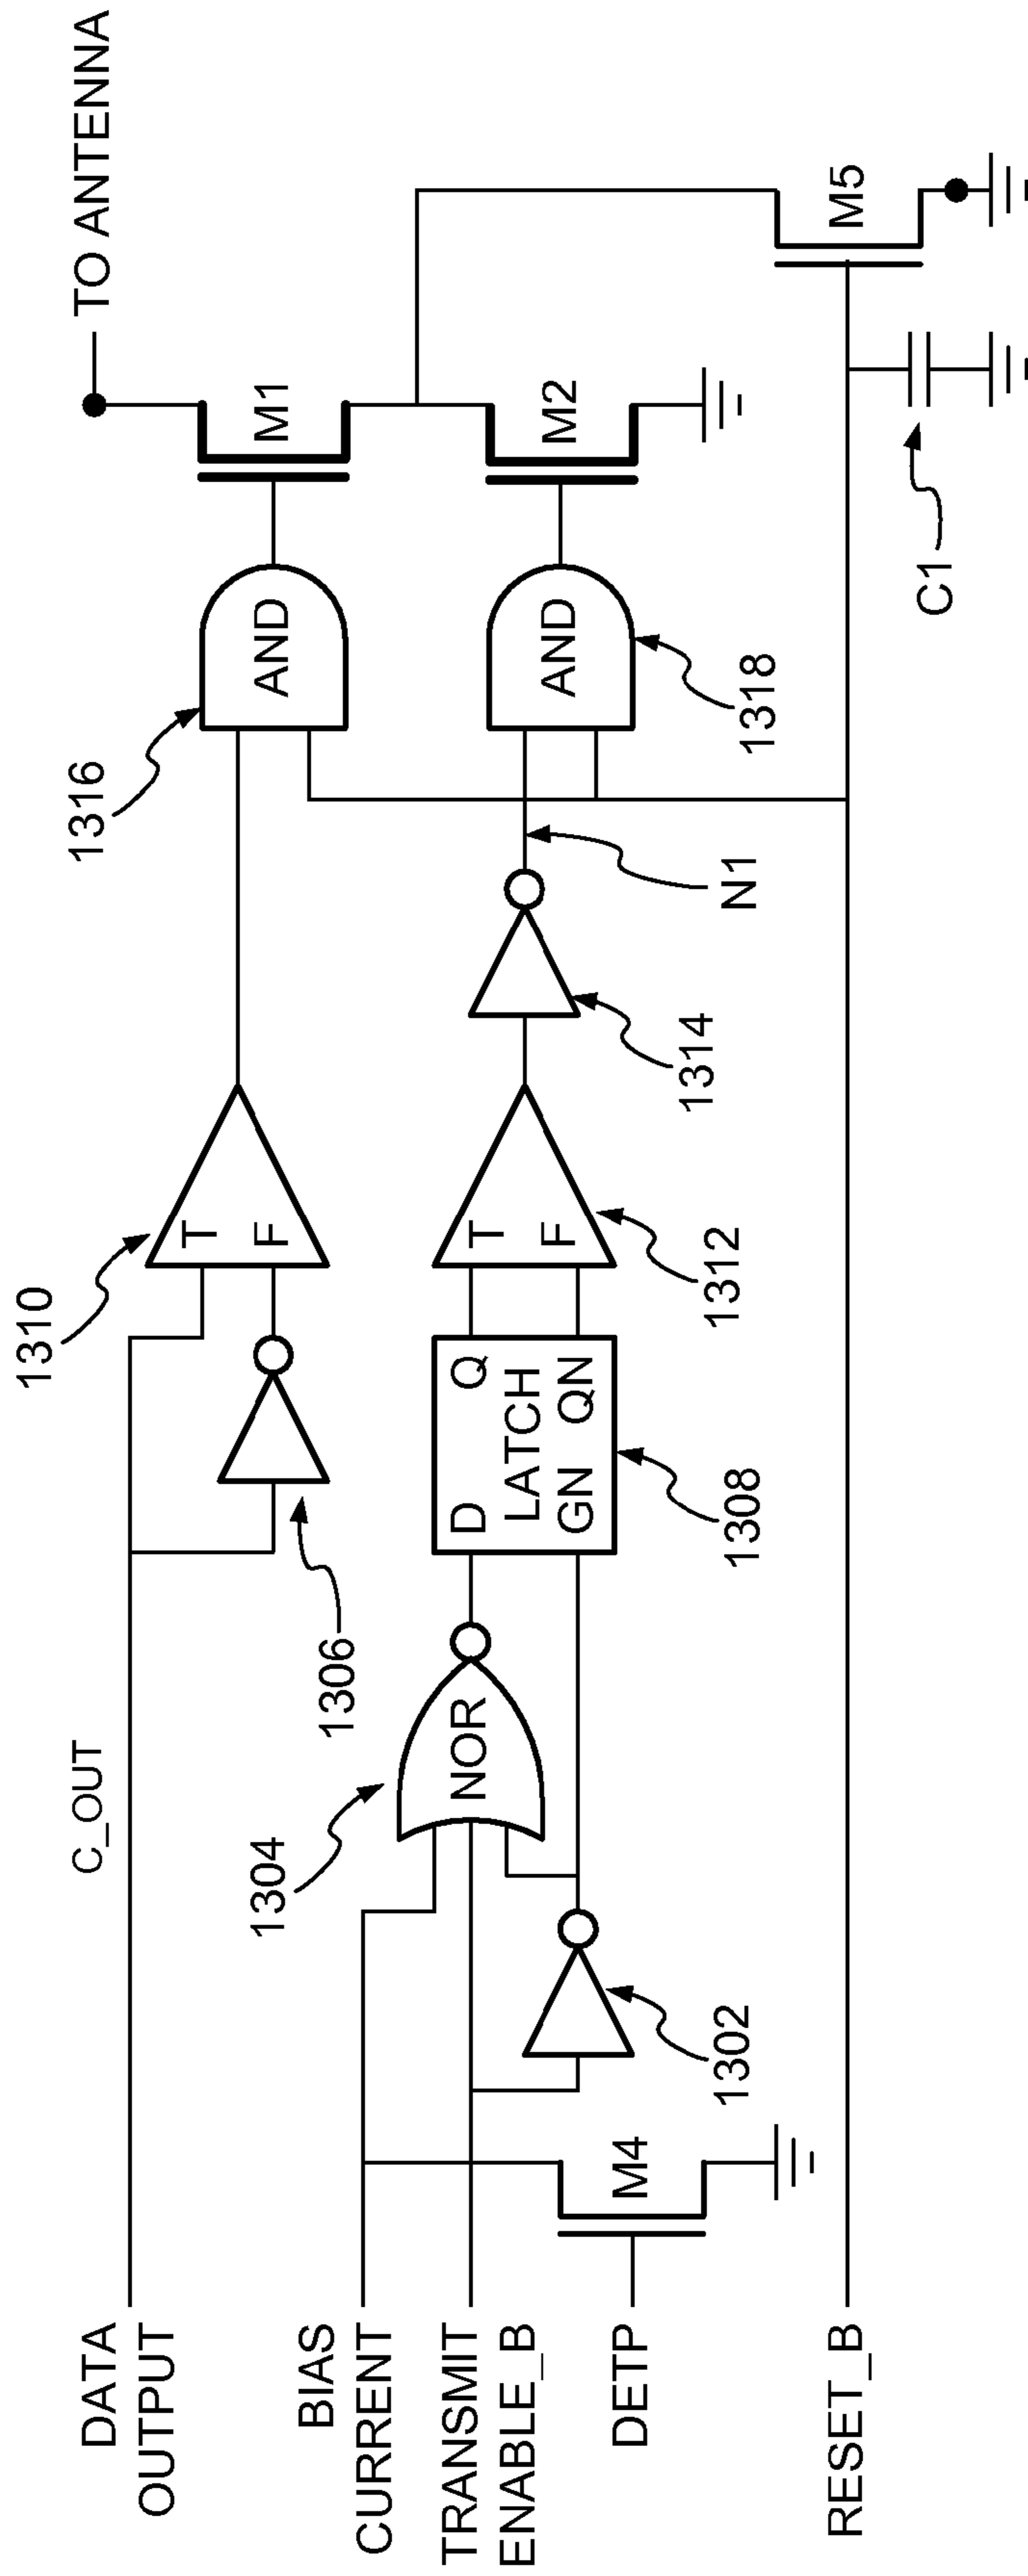 TO ANTENNA
M1
M2
M5
C1
1316
AND
AND
1318
N1
1314
1310
T
F
T
F
1312
D
Q
LATCH
GN
QN
1308
1306
C_OUT
1304
NOR
1302
M4
DATA
OUTPUT
BIAS
CURRENT
TRANSMIT
ENABLE_B
DETP
RESET_B